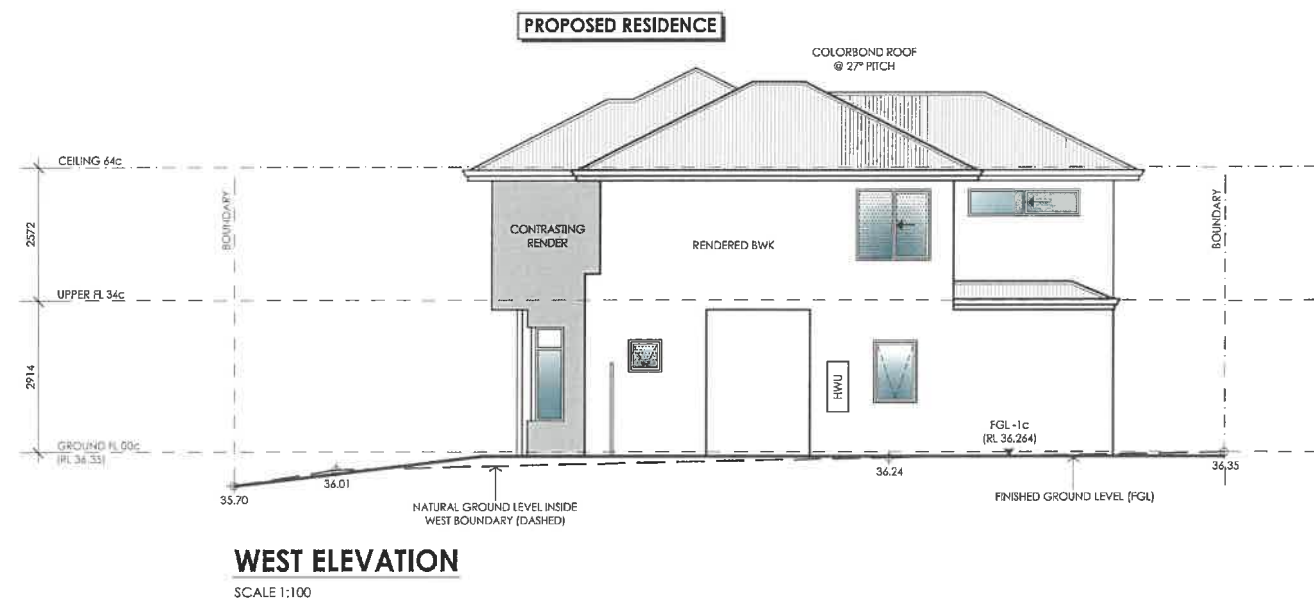 PROPOSED RESIDENCE
COLORBOND ROOF
@ 27° PITCH
CEILING 64c
2572
BOUNDARY
CONTRASTING
RENDER
RENDERED BWK
BOUNDARY
UPPER FL 34c
2914
HWU
GROUND FL 00c
(RL 36.35)
FGL -1c
(RL 36.264)
35.70
36.01
36.24
36.35
NATURAL GROUND LEVEL INSIDE
WEST BOUNDARY (DASHED)
FINISHED GROUND LEVEL (FGL)
WEST ELEVATION
SCALE 1:100